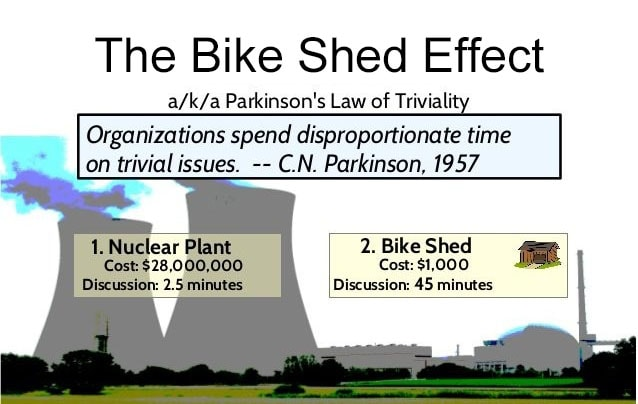 The Bike Shed Effect
a/k/a Parkinson's Law of Triviality
Organizations spend disproportionate time
on trivial issues. -- C.N. Parkinson, 1957
1. Nuclear Plant
Cost: $28,000,000
Discussion: 2.5 minutes
2. Bike Shed
Cost: $1,000
Discussion: 45 minutes